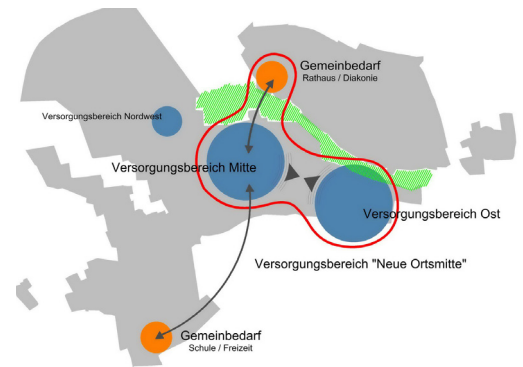 Gemeinbedarf
Rathaus / Diakonie
Versorgungsbereich Nordwest
Versorgungsbereich Mitte
Versorgungsbereich Ost
Versorgungsbereich "Neue Ortsmitte"
Gemeinbedarf
Schule / Freizeit